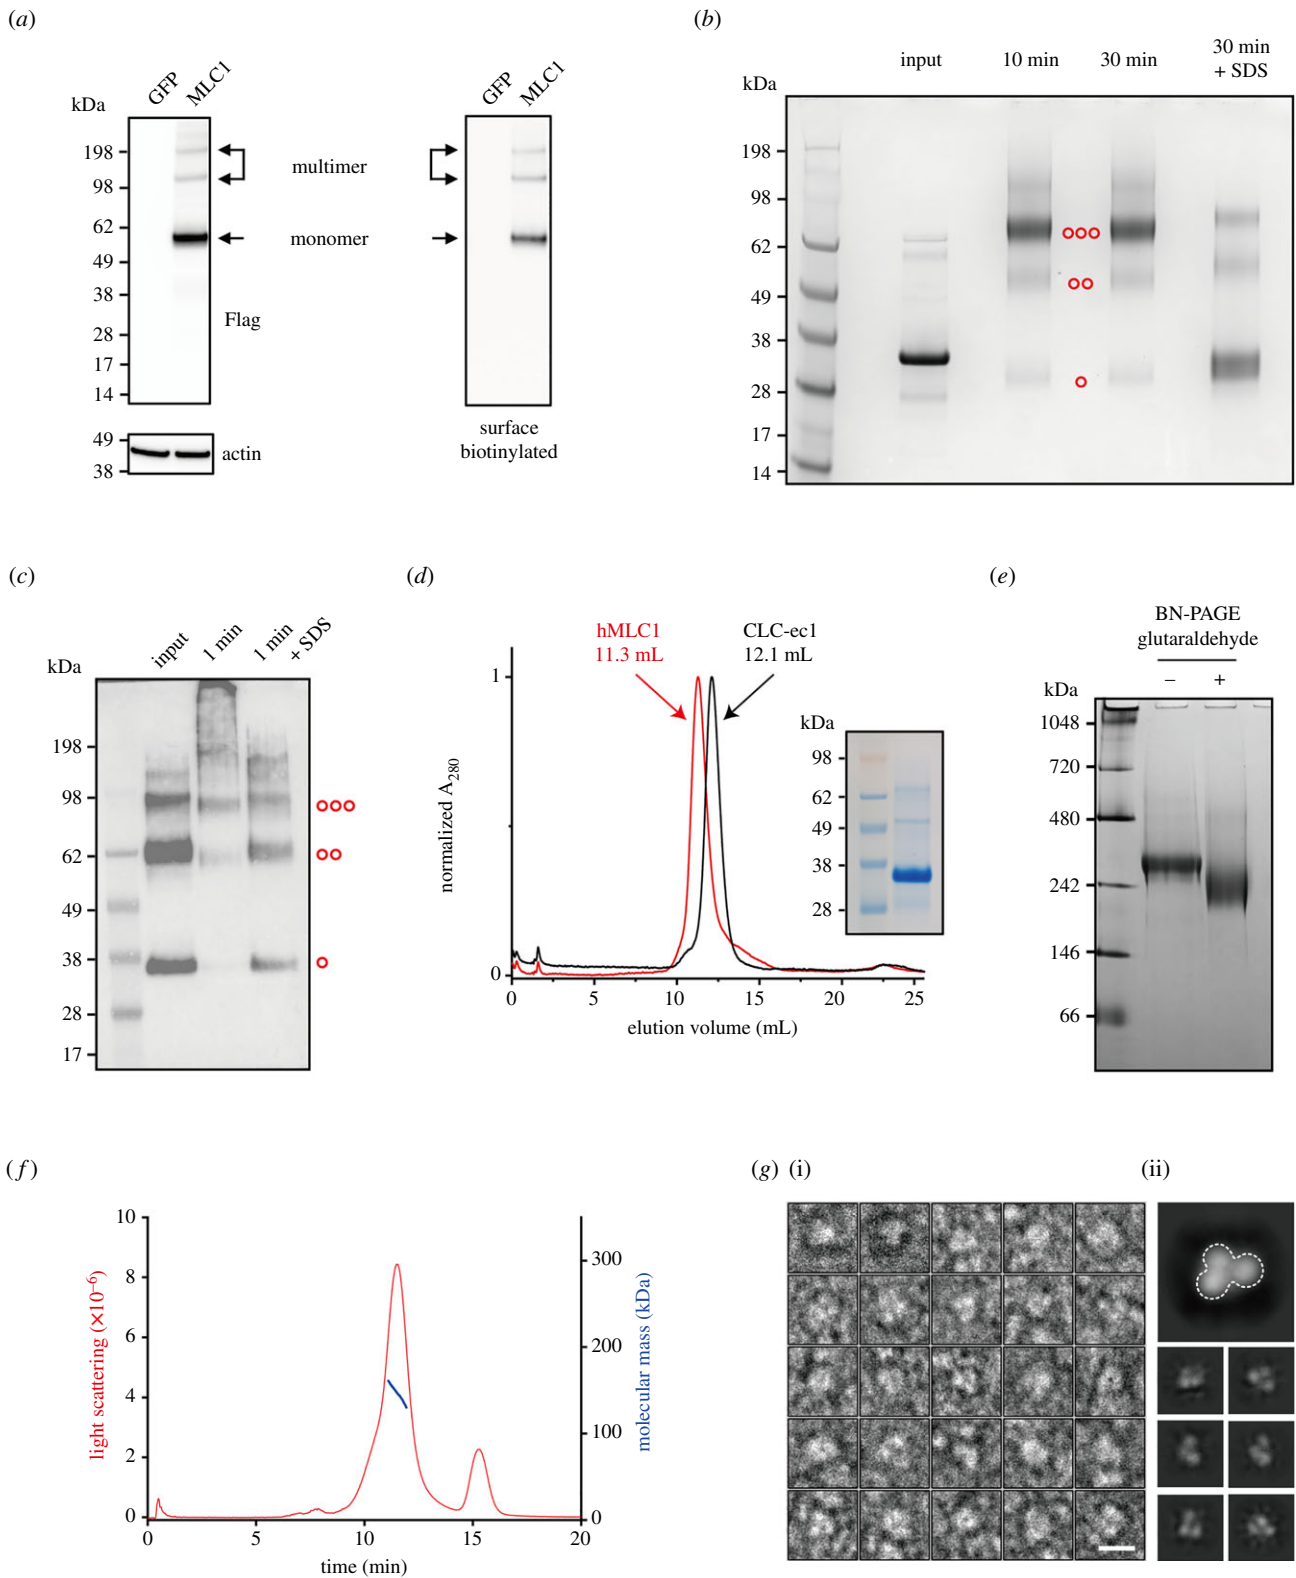 (a)
GFP
MLC1
kDa
198
98
62
49
38
28
17
14
Flag
49
38
actin
multimer
monomer
GFP
MLC1
surface
biotinylated
(b)
input
10 min
30 min
30 min
+ SDS
kDa
198
98
62
49
38
28
17
14
(c)
input
1 min
1 min
+ SDS
kDa
198
98
62
49
38
28
17
(d)
hMLC1
11.3 mL
CLC-ec1
12.1 mL
normalized A280
1
0
0
5
10
15
20
25
elution volume (mL)
kDa
98
62
49
38
28
(e)
BN-PAGE
glutaraldehyde
– +
kDa
1048
720
480
242
146
66
(f)
light scattering (×10–6)
10
8
6
4
2
0
0
5
10
15
20
time (min)
300
200
100
0
molecular mass (kDa)
(g) (i)
(ii)